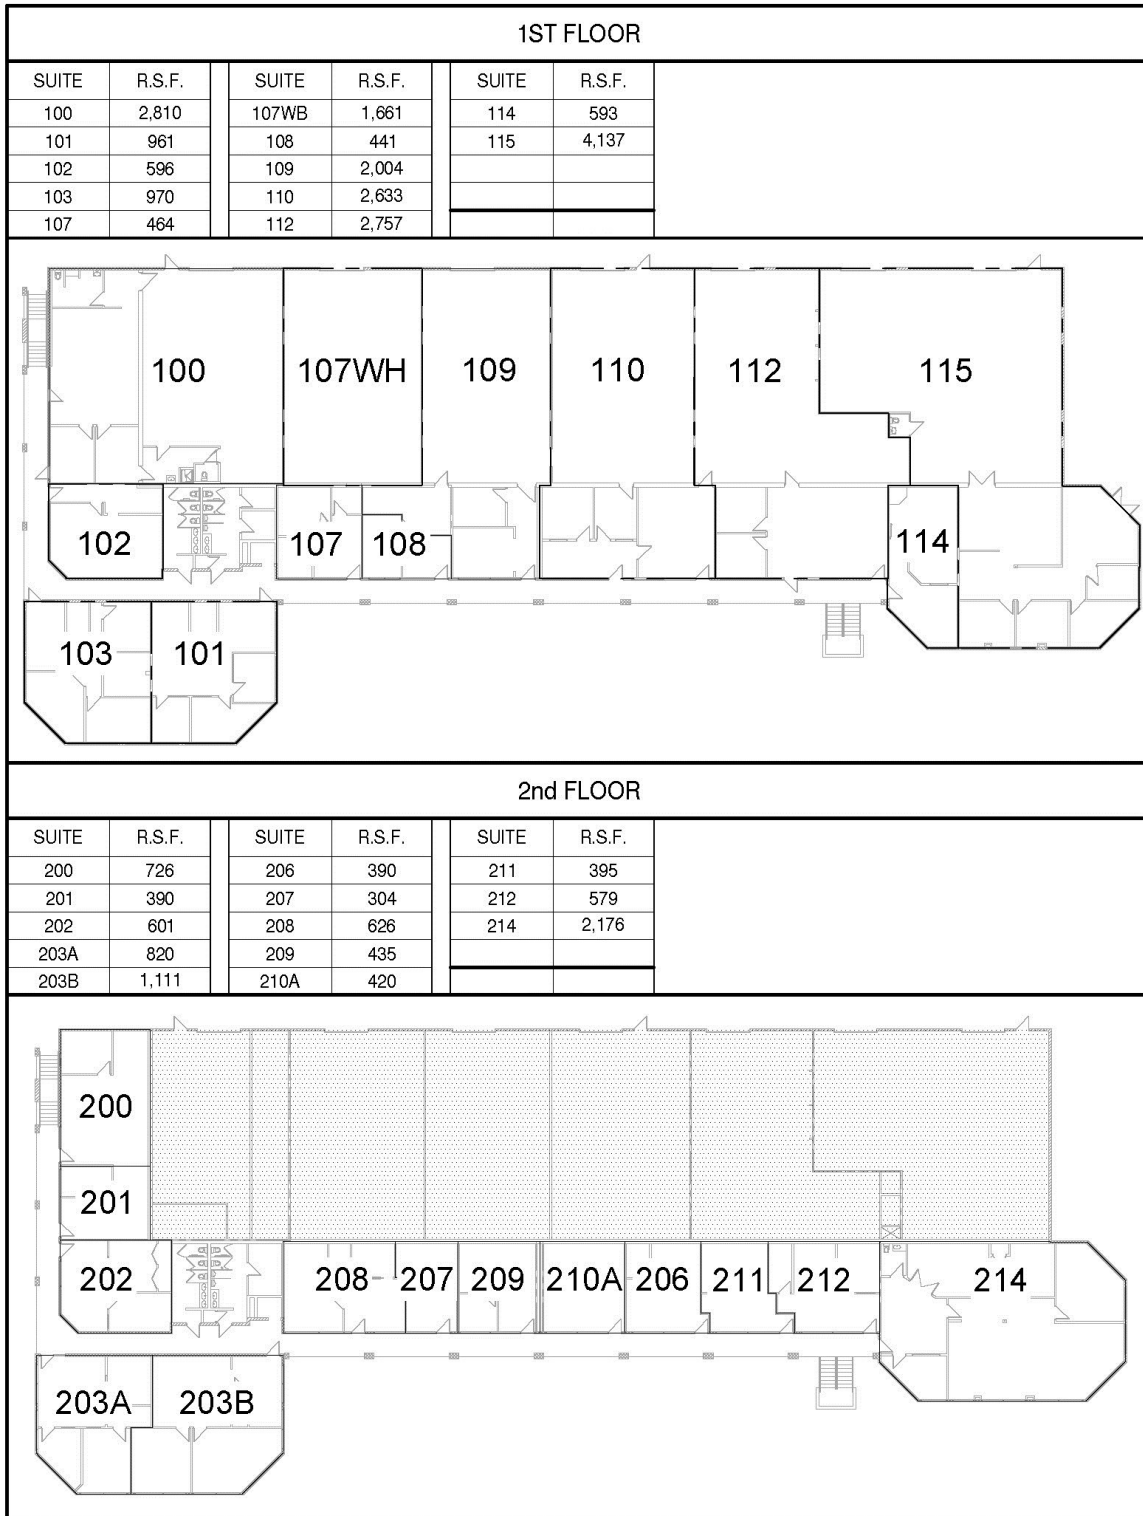 1ST FLOOR
SUITE R.S.F. SUITE R.S.F. SUITE R.S.F.
100 2,810 107WB 1,661 114 593
101 961 108 441 115 4,137
102 596 109 2,004
103 970 110 2,633
107 464 112 2,757
100 107WH 109 110 112 115
102 107 108 114
103 101
2nd FLOOR
SUITE R.S.F. SUITE R.S.F. SUITE R.S.F.
200 726 206 390 211 395
201 390 207 304 212 579
202 601 208 626 214 2,176
203A 820 209 435
203B 1,111 210A 420
200
201
202 208 207 209 210A 206 211 212 214
203A 203B